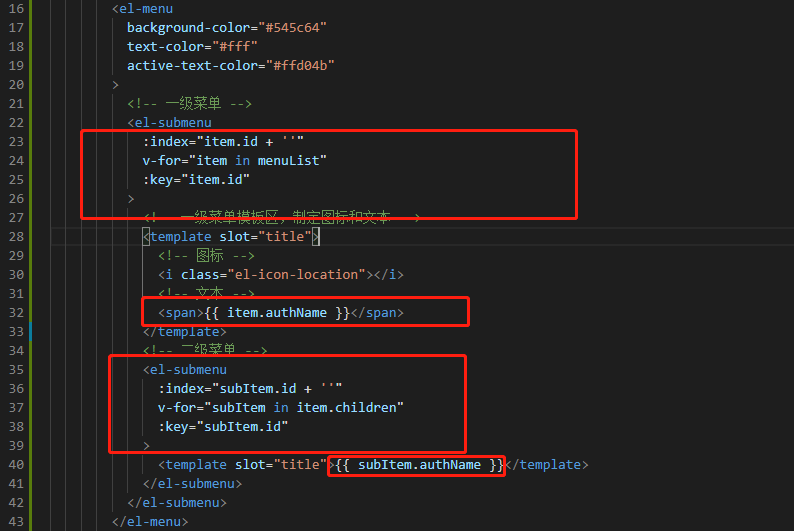 16 <el-menu
17 background-color="#545c64"
18 text-color="#fff"
19 active-text-color="#ffd04b"
20 >
21 <!-- 一级菜单 -->
22 <el-submenu
23 :index="item.id + ''"
24 v-for="item in menuList"
25 :key="item.id"
26 >
27 <!-- 一级菜单模板区，制定图标和文本 -->
28 <template slot="title">
29 <!-- 图标 -->
30 <i class="el-icon-location"></i>
31 <!-- 文本 -->
32 <span>{{ item.authName }}</span>
33 </template>
34 <!-- 二级菜单 -->
35 <el-submenu
36 :index="subItem.id + ''"
37 v-for="subItem in item.children"
38 :key="subItem.id"
39 >
40 <template slot="title">{{ subItem.authName }}</template>
41 </el-submenu>
42 </el-submenu>
43 </el-menu>